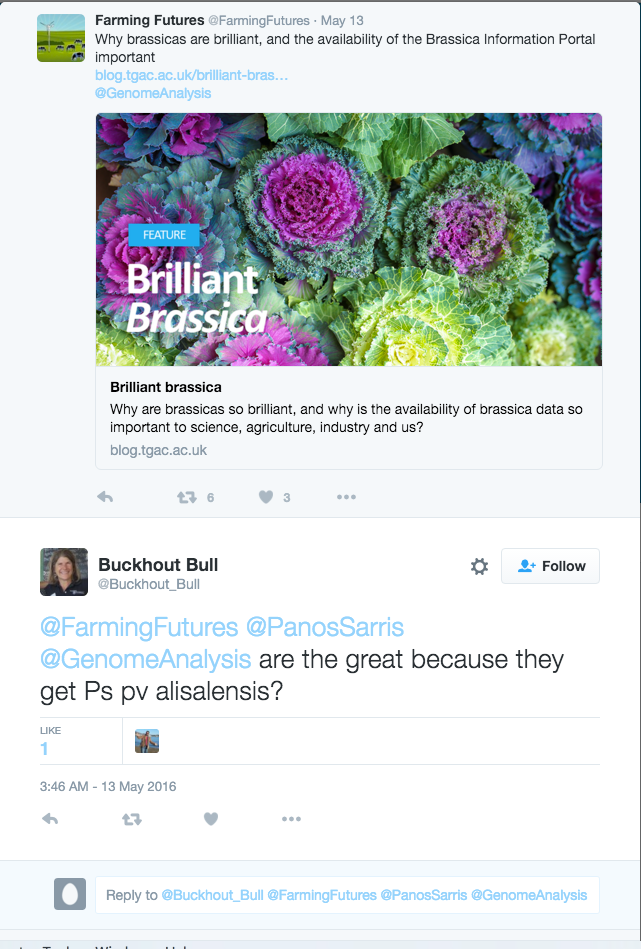 Farming Futures @FarmingFutures · May 13
Why brassicas are brilliant, and the availability of the Brassica Information Portal
important
blog.tgac.ac.uk/brilliant-bras…
@GenomeAnalysis
FEATURE
Brilliant
Brassica
Brilliant brassica
Why are brassicas so brilliant, and why is the availability of brassica data so
important to science, agriculture, industry and us?
blog.tgac.ac.uk
6 3
Buckhout Bull
@Buckhout_Bull
Follow
@FarmingFutures @PanosSarris
@GenomeAnalysis are the great because they
get Ps pv alisalensis?
LIKE
1
3:46 AM - 13 May 2016
Reply to @Buckhout_Bull @FarmingFutures @PanosSarris @GenomeAnalysis